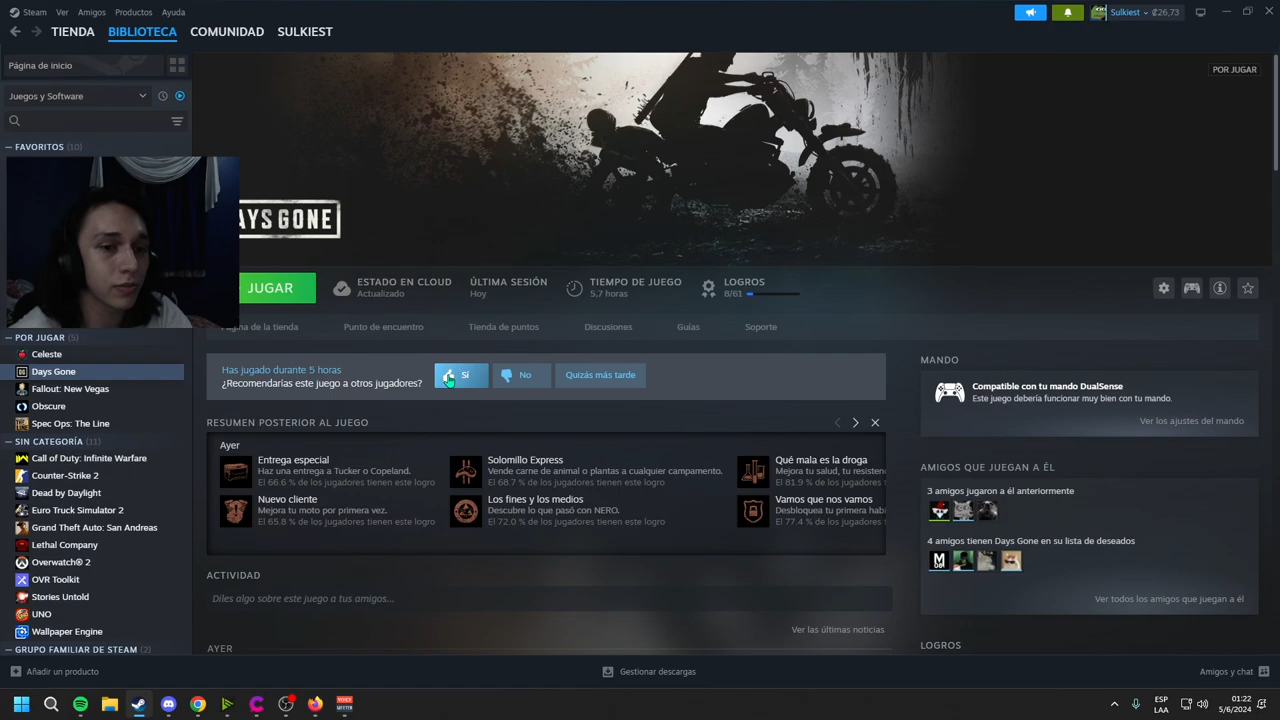 Steam Ver Amigos Productos Ayuda
Sulkiest ₡26,73
TIENDA BIBLIOTECA COMUNIDAD SULKIEST
Página de inicio
POR JUGAR
Juegos y Software
FAVORITOS (10)
AYS GONE
JUGAR
ESTADO EN CLOUD
Actualizado
ÚLTIMA SESIÓN
Hoy
TIEMPO DE JUEGO
5,7 horas
LOGROS
8/61
Página de la tienda Punto de encuentro Tienda de puntos Discusiones Guías Soporte
POR JUGAR (5)
Celeste
Days Gone
Fallout: New Vegas
Obscure
Spec Ops: The Line
SIN CATEGORÍA (11)
Call of Duty: Infinite Warfare
Counter-Strike 2
Dead by Daylight
Euro Truck Simulator 2
Grand Theft Auto: San Andreas
Lethal Company
Overwatch® 2
OVR Toolkit
Stories Untold
UNO
Wallpaper Engine
GRUPO FAMILIAR DE STEAM (2)
Has jugado durante 5 horas
¿Recomendarías este juego a otros jugadores?
Sí No Quizás más tarde
RESUMEN POSTERIOR AL JUEGO
Ayer
Entrega especial
Haz una entrega a Tucker o Copeland.
El 66.6 % de los jugadores tienen este logro
Solomillo Express
Vende carne de animal o plantas a cualquier campamento.
El 68.7 % de los jugadores tienen este logro
Qué mala es la droga
Mejora tu salud, tu resisten
El 81.9 % de los jugadores
Nuevo cliente
Mejora tu moto por primera vez.
El 65.8 % de los jugadores tienen este logro
Los fines y los medios
Descubre lo que pasó con NERO.
El 72.0 % de los jugadores tienen este logro
Vamos que nos vamos
Desbloquea tu primera habi
El 77.4 % de los jugadores
ACTIVIDAD
Diles algo sobre este juego a tus amigos...
Ver las últimas noticias
AYER
MANDO
Compatible con tu mando DualSense
Este juego debería funcionar muy bien con tu mando.
Ver los ajustes del mando
AMIGOS QUE JUEGAN A ÉL
3 amigos jugaron a él anteriormente
4 amigos tienen Days Gone en su lista de deseados
Ver todos los amigos que juegan a él
LOGROS
Añadir un producto
Gestionar descargas
Amigos y chat
ESP
LAA
01:22
5/6/2024